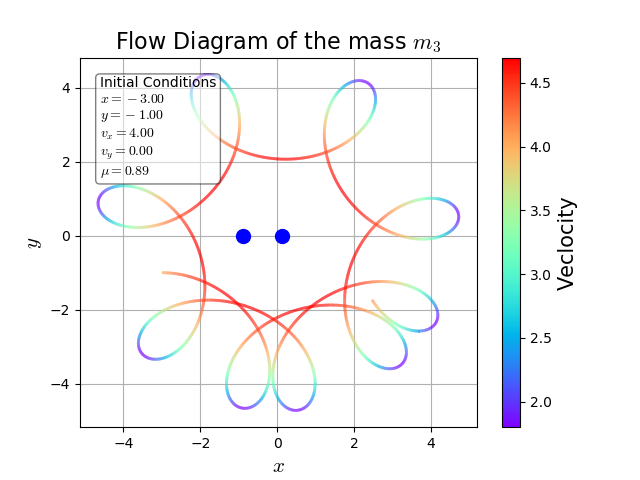 Flow Diagram of the mass m₃
Initial Conditions
x = −3.00
y = −1.00
vₓ = 4.00
v_y = 0.00
μ = 0.89
4
2
0
−2
−4
y
−4
−2
0
2
4
x
4.5
4.0
3.5
3.0
2.5
2.0
Veclocity